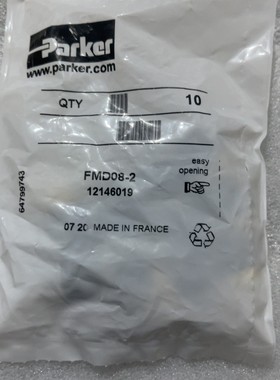 Parker
www.parker.com
QTY 10
easy
opening
FMD08-2
12146019
64799743
07 20 MADE IN FRANCE